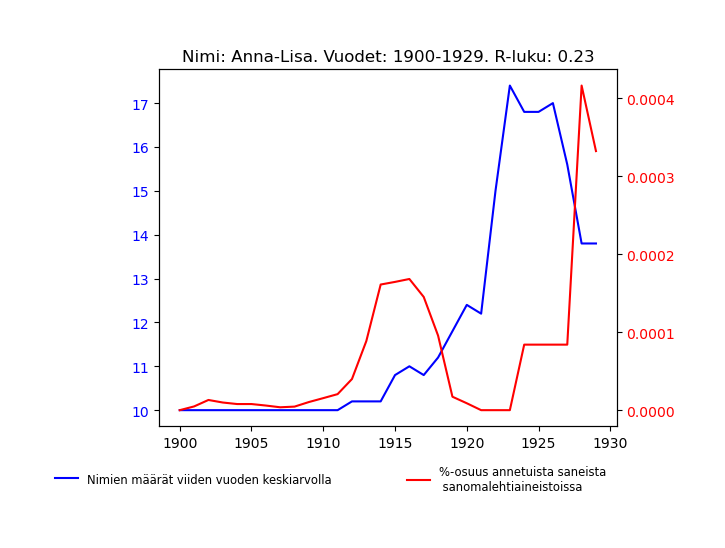 Nimi: Anna-Lisa. Vuodet: 1900-1929. R-luku: 0.23
17
16
15
14
13
12
11
10
0.0004
0.0003
0.0002
0.0001
0.0000
1900 1905 1910 1915 1920 1925 1930
Nimien määrät viiden vuoden keskiarvolla
%-osuus annetuista saneista
sanomalehtiaineistoissa